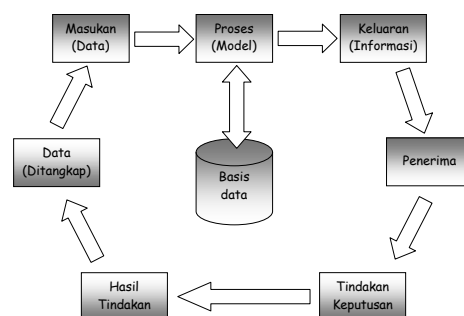 Masukan
(Data)
Proses
(Model)
Keluaran
(Informasi)
Data
(Ditangkap)
Basis
data
Penerima
Hasil
Tindakan
Tindakan
Keputusan